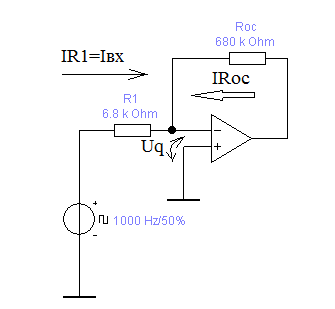 Roc
680 k Ohm
IR1=Iвх
IRoc
R1
6.8 k Ohm
Uq
−
+
+
1000 Hz/50%
−